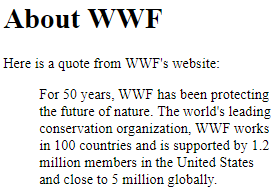 About WWF
Here is a quote from WWF's website:
For 50 years, WWF has been protecting
the future of nature. The world's leading
conservation organization, WWF works
in 100 countries and is supported by 1.2
million members in the United States
and close to 5 million globally.